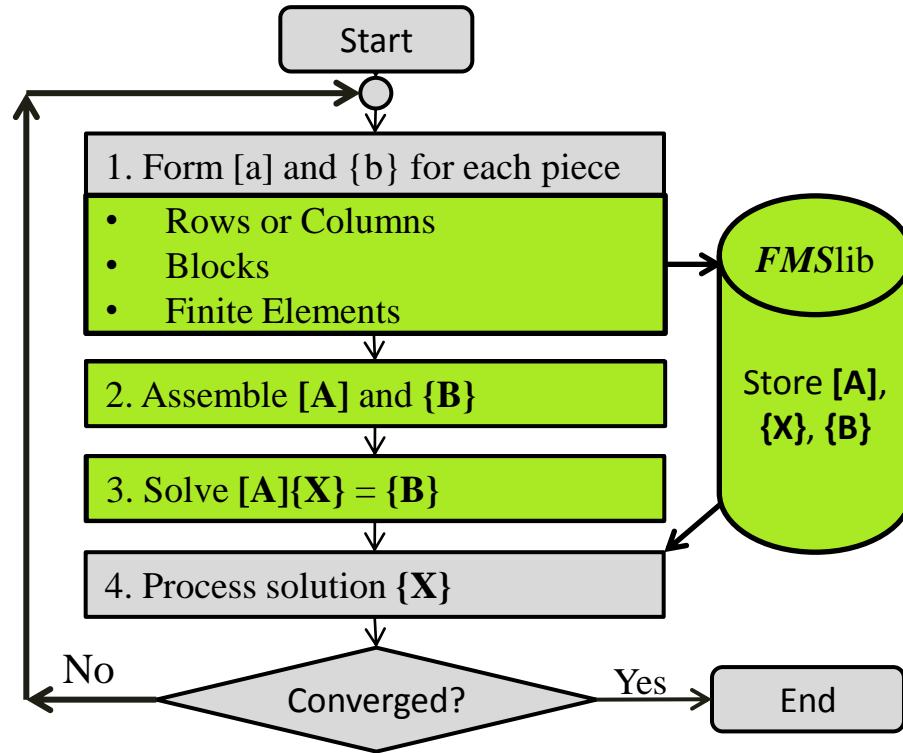 Start
1. Form [a] and {b} for each piece
• Rows or Columns
• Blocks
• Finite Elements
FMSlib
Store [A],
{X}, {B}
2. Assemble [A] and {B}
3. Solve [A]{X} = {B}
4. Process solution {X}
No
Converged?
Yes
End